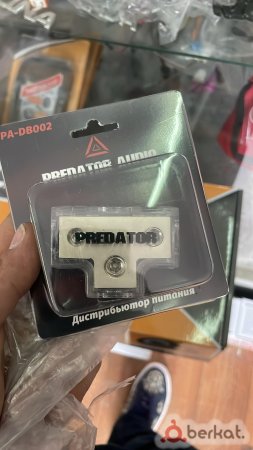 PA-DB002
PREDATOR AUDIO
PREDATOR
Дистрибьютор питания
berkat.